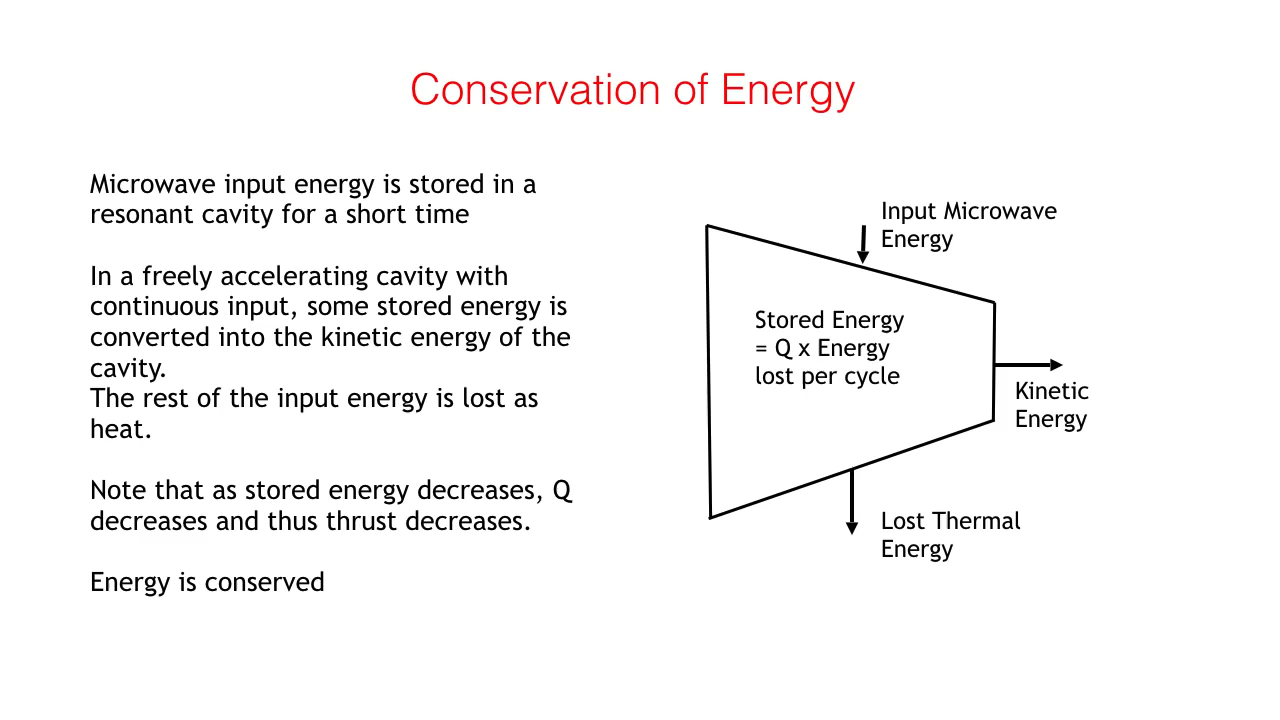 Conservation of Energy
Microwave input energy is stored in a
resonant cavity for a short time
In a freely accelerating cavity with
continuous input, some stored energy is
converted into the kinetic energy of the
cavity.
The rest of the input energy is lost as
heat.
Note that as stored energy decreases, Q
decreases and thus thrust decreases.
Energy is conserved
Input Microwave
Energy
Stored Energy
= Q x Energy
lost per cycle
Kinetic
Energy
Lost Thermal
Energy